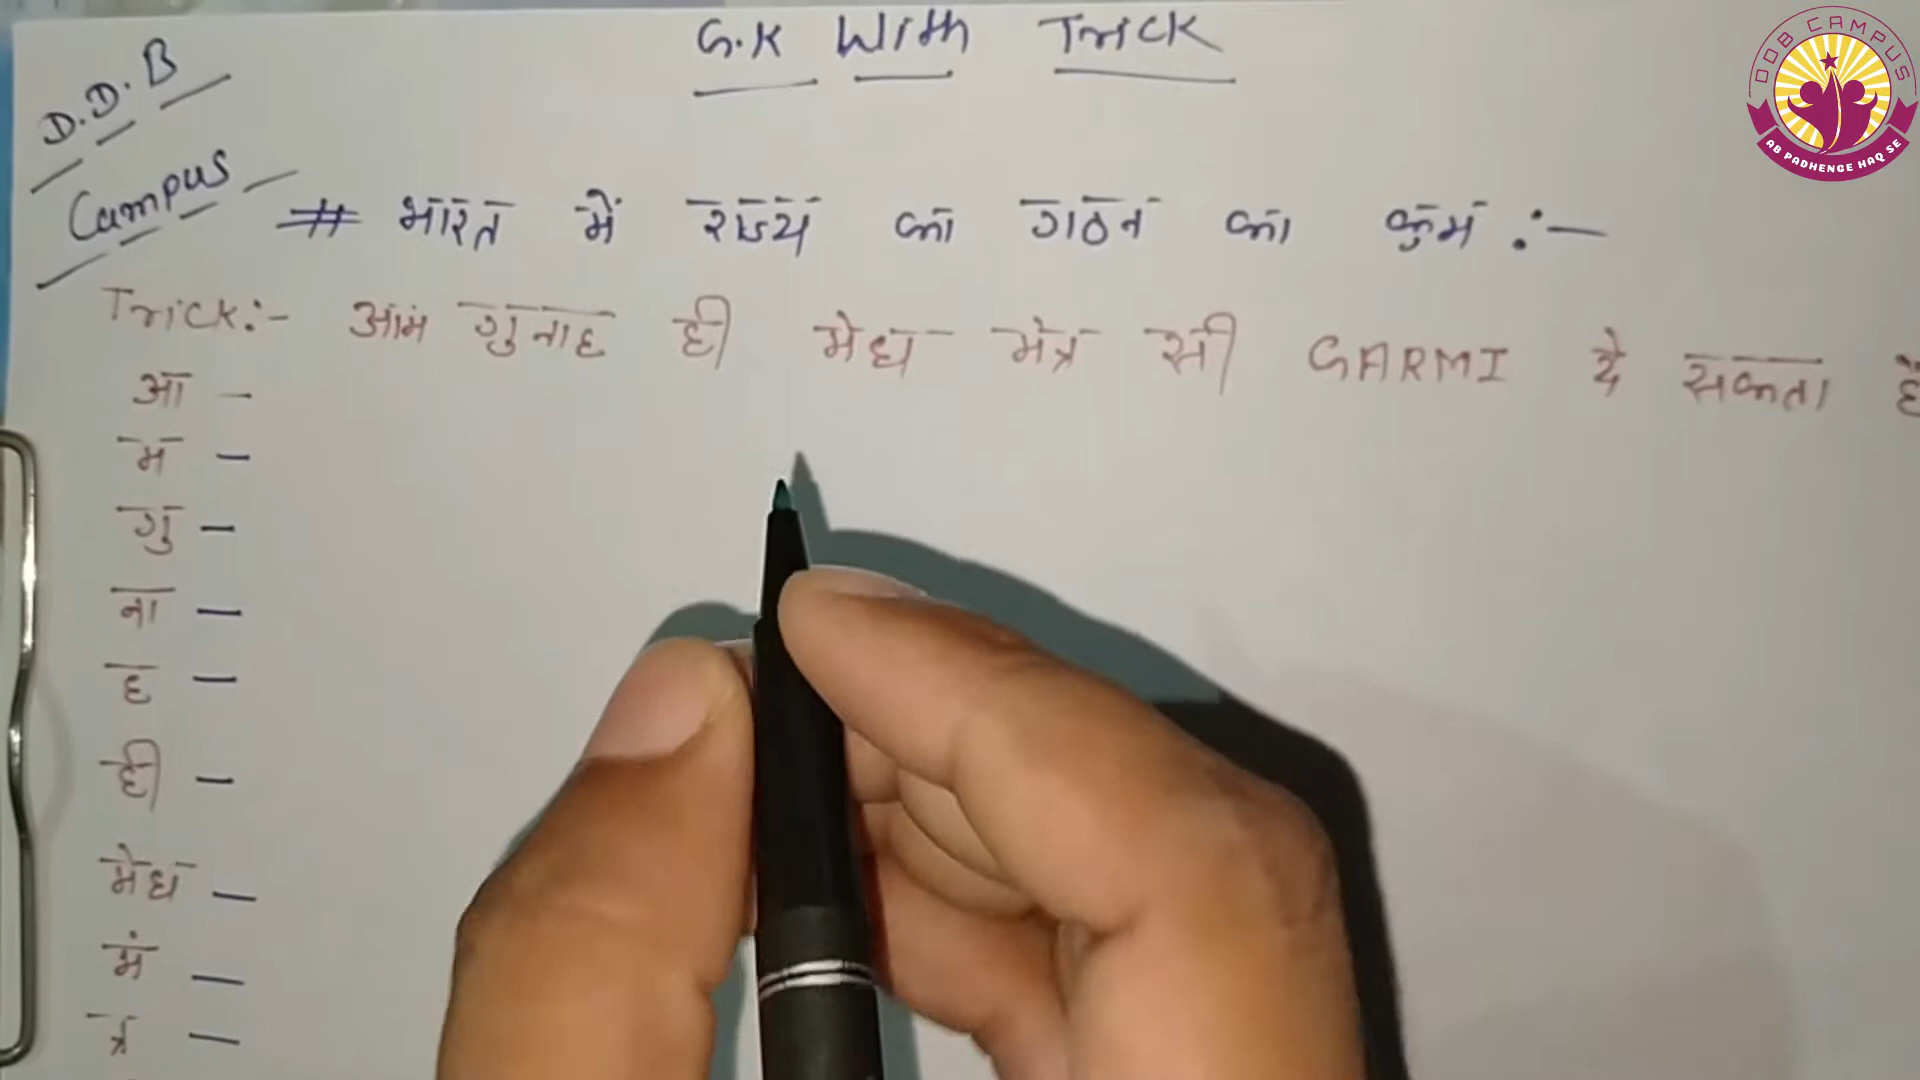 G.K With Trick
D.D.B
Campus
# भारत में राज्य का गठन का क्रम :-
Trick:- आम गुनाह ही मेघ मंत्र सी GARMI दे सकता है
आ -
म -
गु -
ना -
ह -
ही -
मेघ -
मं -
त्र -
DDB CAMPUS
AB PADHENGE HAQ SE